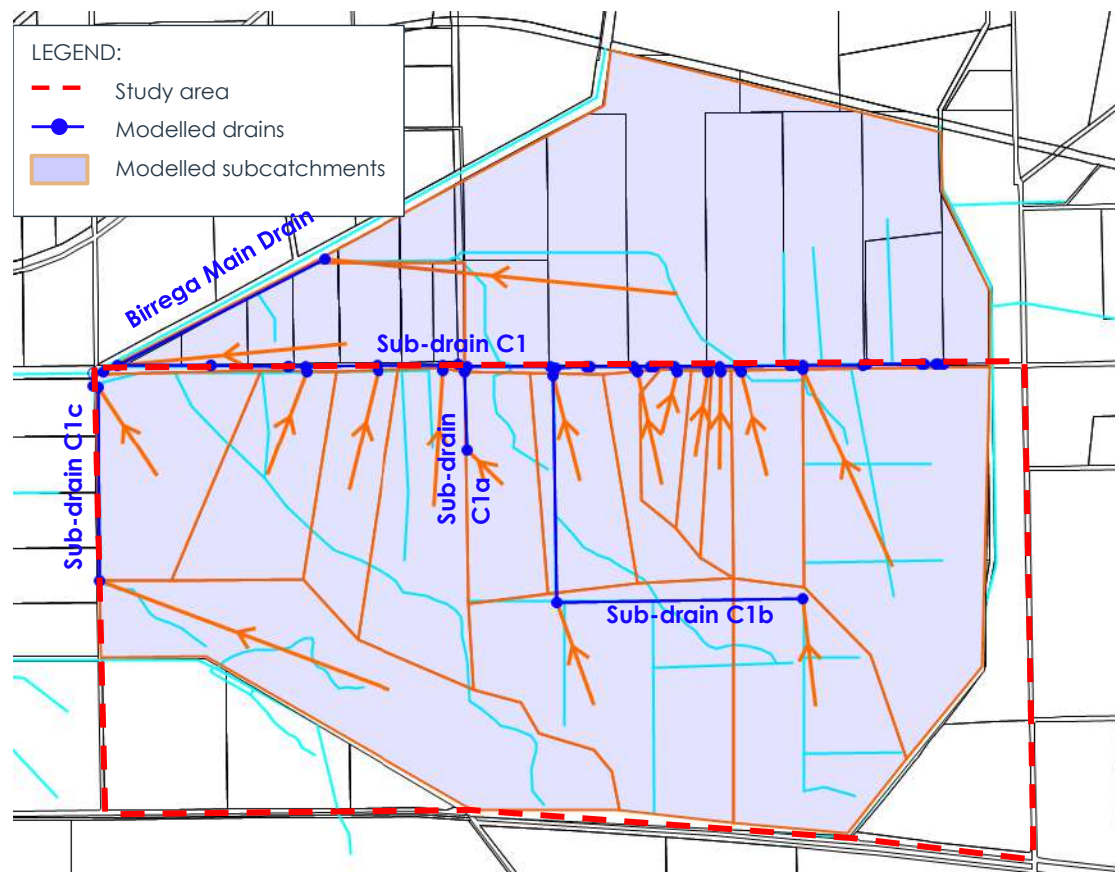 LEGEND:
Study area
Modelled drains
Modelled subcatchments
Birrega Main Drain
Sub-drain C1
Sub-drain C1c
Sub-drain
C1a
Sub-drain C1b